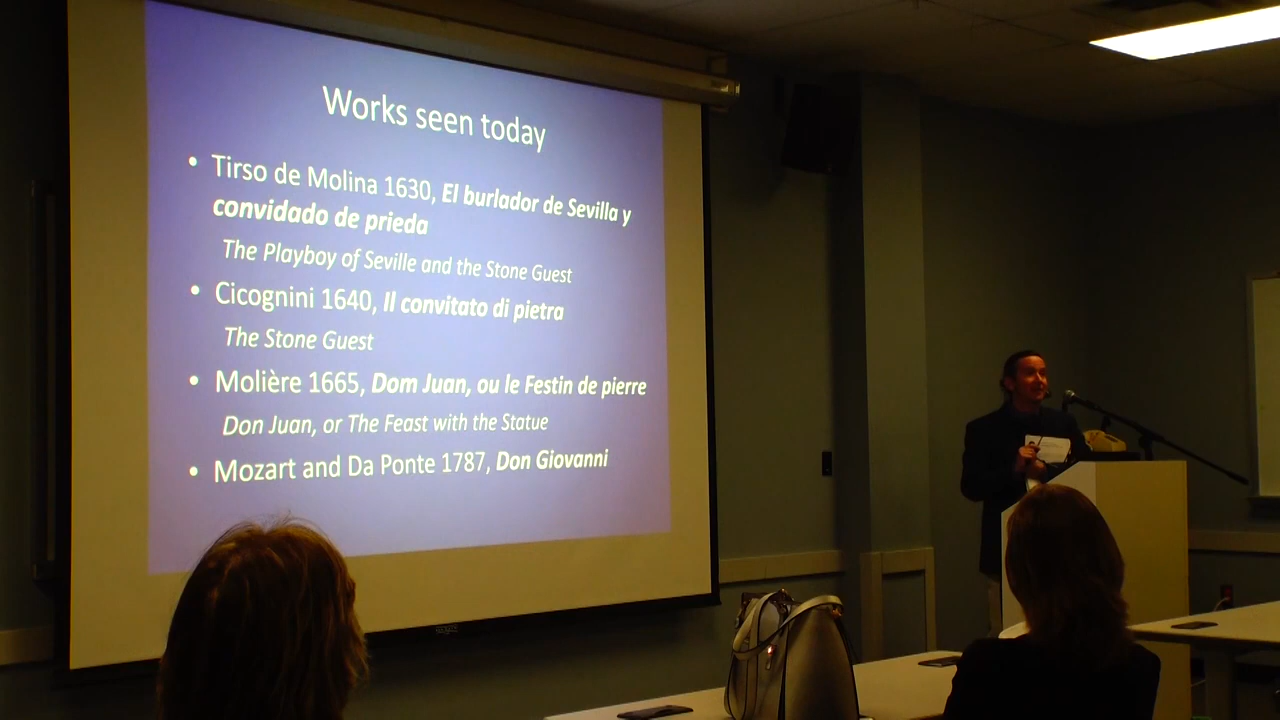 Works seen today
• Tirso de Molina 1630, El burlador de Sevilla y
convidado de prieda
The Playboy of Seville and the Stone Guest
• Cicognini 1640, Il convitato di pietra
The Stone Guest
• Molière 1665, Dom Juan, ou le Festin de pierre
Don Juan, or The Feast with the Statue
• Mozart and Da Ponte 1787, Don Giovanni